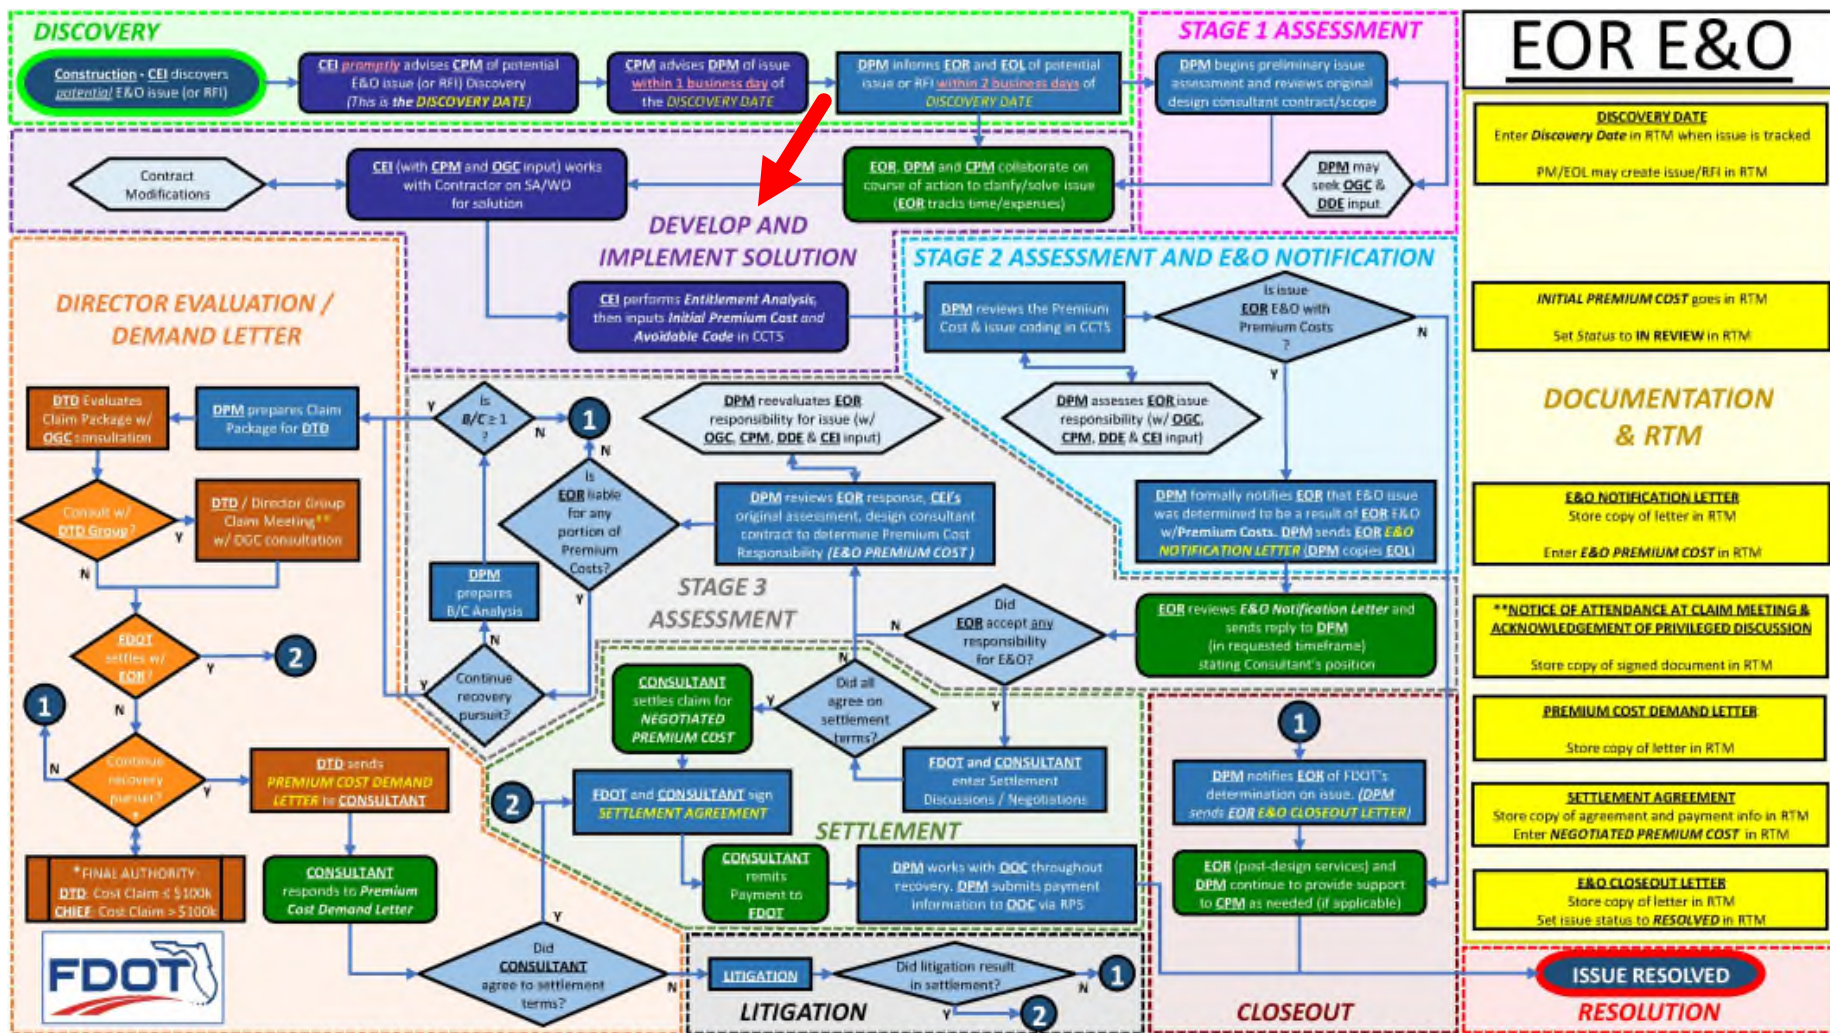 DISCOVERY
Construction - CEI discovers
potential E&O issue (or RFI)
CEI promptly advises CPM of potential
E&O issue (or RFI) Discovery
(This is the DISCOVERY DATE)
CPM advises DPM of issue
within 1 business day of
the DISCOVERY DATE
DPM informs EOR and EOL of potential
issue or RFI within 2 business days of
DISCOVERY DATE
STAGE 1 ASSESSMENT
DPM begins preliminary issue
assessment and reviews original
design consultant contract/scope
DPM may
seek OGC &
DDE input
EOR E&O
Contract
Modifications
CEI (with CPM and OGC input) works
with Contractor on SA/WO
for solution
EOR, DPM and CPM collaborate on
course of action to clarify/solve issue
(EOR tracks time/expenses)
DEVELOP AND
IMPLEMENT SOLUTION
CEI performs Entitlement Analysis,
then inputs Initial Premium Cost and
Avoidable Code in CCTS
STAGE 2 ASSESSMENT AND E&O NOTIFICATION
DPM reviews the Premium
Cost & issue coding in CCTS
Is issue
EOR E&O with
Premium Costs
?
N
Y
DPM assesses EOR issue
responsibility (w/ OGC,
CPM, DDE & CEI input)
DPM formally notifies EOR that E&O issue
was determined to be a result of EOR E&O
w/Premium Costs. DPM sends EOR E&O
NOTIFICATION LETTER (DPM copies EOL)
DIRECTOR EVALUATION /
DEMAND LETTER
DTD Evaluates
Claim Package w/
OGC consultation
DPM prepares Claim
Package for DTD
Consult w/
DTD Group?
Y
N
DTD / Director Group
Claim Meeting**
w/ OGC consultation
FDOT
settles w/
EOR?
Y
2
N
1
Continue
recovery
pursuit?
*
N
Y
DTD sends
PREMIUM COST DEMAND
LETTER to CONSULTANT
*FINAL AUTHORITY:
DTD: Cost Claim ≤ $100k
CHIEF: Cost Claim > $100k
CONSULTANT
responds to Premium
Cost Demand Letter
FDOT
Did
CONSULTANT
agree to settlement
terms?
Y
N
STAGE 3
ASSESSMENT
Is
B/C ≥ 1
?
Y
N
1
N
Is
EOR liable
for any
portion of
Premium
Costs?
Y
DPM
prepares
B/C Analysis
N
Continue
recovery
pursuit?
Y
DPM reevaluates EOR
responsibility for issue (w/
OGC, CPM, DDE & CEI input)
DPM reviews EOR response, CEI's
original assessment, design consultant
contract to determine Premium Cost
Responsibility (E&O PREMIUM COST )
Did
EOR accept any
responsibility
for E&O?
N
Y
EOR reviews E&O Notification Letter and
sends reply to DPM
(in requested timeframe)
stating Consultant's position
CONSULTANT
settles claim for
NEGOTIATED
PREMIUM COST
N
Did all
agree on
settlement
terms?
Y
FDOT and CONSULTANT
enter Settlement
Discussions / Negotiations
2
FDOT and CONSULTANT sign
SETTLEMENT AGREEMENT
SETTLEMENT
CONSULTANT
remits
Payment to
FDOT
DPM works with OOC throughout
recovery. DPM submits payment
information to OOC via RPS
LITIGATION
Did litigation result
in settlement?
N
1
Y
2
LITIGATION
1
DPM notifies EOR of FDOT's
determination on issue. (DPM
sends EOR E&O CLOSEOUT LETTER)
EOR (post-design services) and
DPM continue to provide support
to CPM as needed (if applicable)
CLOSEOUT
DISCOVERY DATE
Enter Discovery Date in RTM when issue is tracked
PM/EOL may create issue/RFI in RTM
INITIAL PREMIUM COST goes in RTM
Set Status to IN REVIEW in RTM
DOCUMENTATION
& RTM
E&O NOTIFICATION LETTER
Store copy of letter in RTM
Enter E&O PREMIUM COST in RTM
**NOTICE OF ATTENDANCE AT CLAIM MEETING &
ACKNOWLEDGEMENT OF PRIVILEGED DISCUSSION
Store copy of signed document in RTM
PREMIUM COST DEMAND LETTER
Store copy of letter in RTM
SETTLEMENT AGREEMENT
Store copy of agreement and payment info in RTM
Enter NEGOTIATED PREMIUM COST in RTM
E&O CLOSEOUT LETTER
Store copy of letter in RTM
Set issue status to RESOLVED in RTM
ISSUE RESOLVED
RESOLUTION